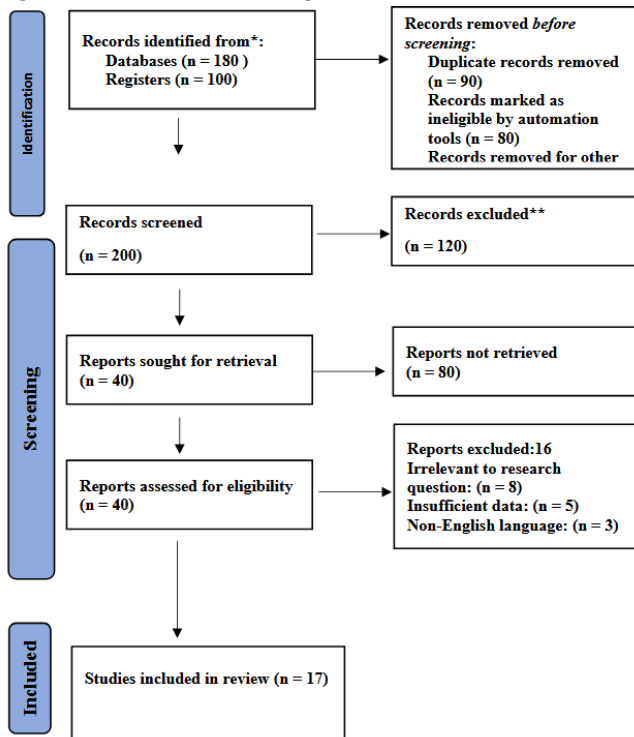 Identification
Records identified from*:
Databases (n = 180 )
Registers (n = 100)
Records removed before
screening:
Duplicate records removed
(n = 90)
Records marked as
ineligible by automation
tools (n = 80)
Records removed for other
Screening
Records screened
(n = 200)
Records excluded**
(n = 120)
Reports sought for retrieval
(n = 40)
Reports not retrieved
(n = 80)
Reports assessed for eligibility
(n = 40)
Reports excluded:16
Irrelevant to research
question: (n = 8)
Insufficient data: (n = 5)
Non-English language: (n = 3)
Included
Studies included in review (n = 17)